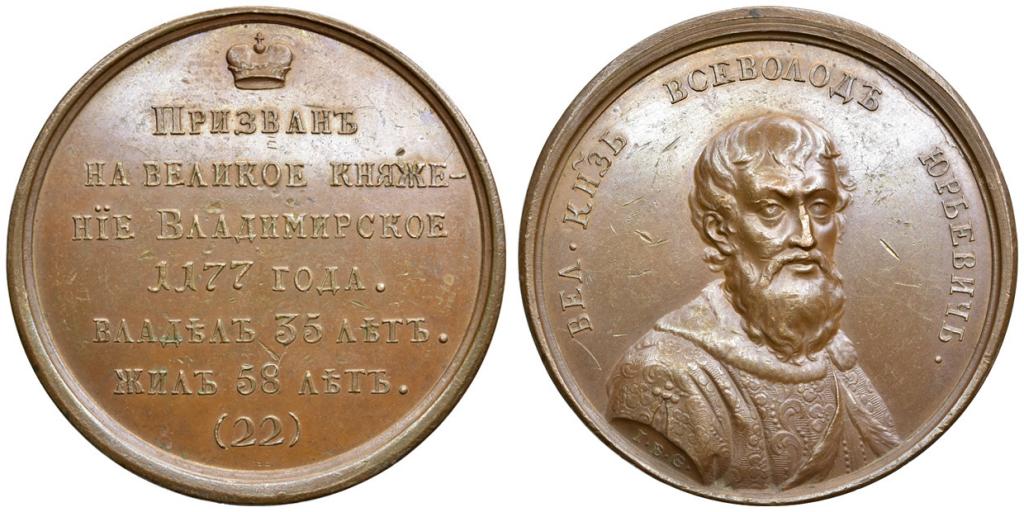 Призванъ
на великое княже-
нїе Владимирское
1177 года.
владѣлъ 35 лѣтъ.
жилъ 58 лѣтъ.
(22)
ВЕЛ. КНЗЬ ВСЕВОЛОДЪ ЮРЬЕВИЧЬ.
I.B.G.